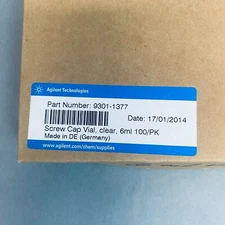 Agilent Technologies
Part Number: 9301-1377
Date: 17/01/2014
Screw Cap Vial, clear, 6ml 100/PK
Made in DE (Germany)
www.agilent.com/chem/supplies